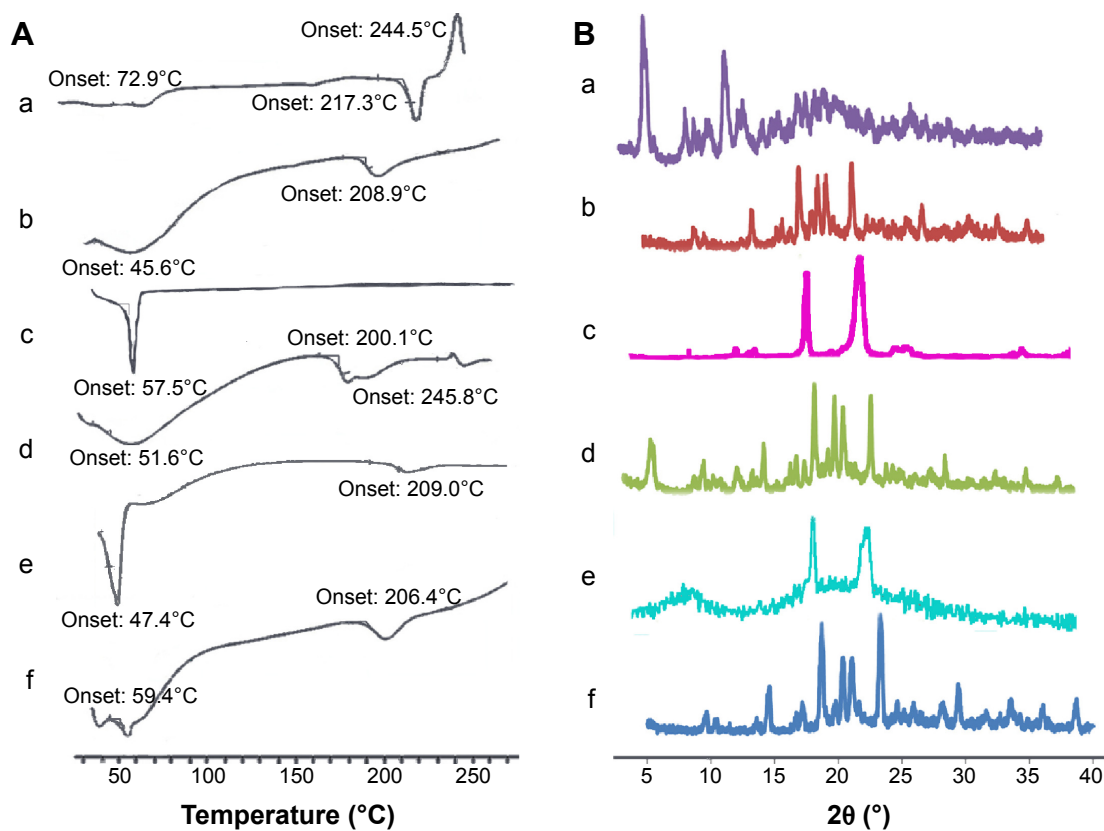 A
Onset: 244.5°C
Onset: 72.9°C
a
Onset: 217.3°C
b
Onset: 208.9°C
Onset: 45.6°C
c
Onset: 200.1°C
Onset: 57.5°C
Onset: 245.8°C
d
Onset: 51.6°C
Onset: 209.0°C
e
Onset: 47.4°C
Onset: 206.4°C
f
Onset: 59.4°C
50 100 150 200 250
Temperature (°C)
B
a
b
c
d
e
f
5 10 15 20 25 30 35 40
2θ (°)